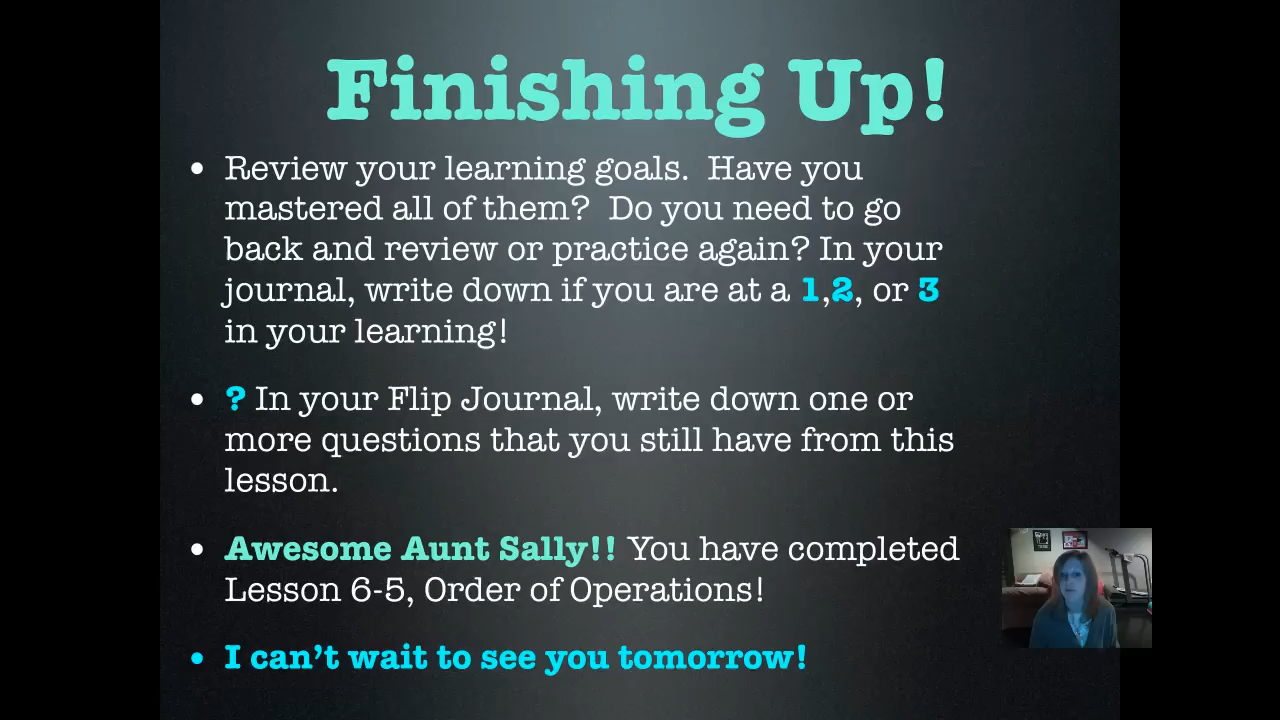 Finishing Up!
• Review your learning goals.  Have you
mastered all of them?  Do you need to go
back and review or practice again? In your
journal, write down if you are at a 1,2, or 3
in your learning!
• ? In your Flip Journal, write down one or
more questions that you still have from this
lesson.
• Awesome Aunt Sally!! You have completed
Lesson 6-5, Order of Operations!
• I can’t wait to see you tomorrow!